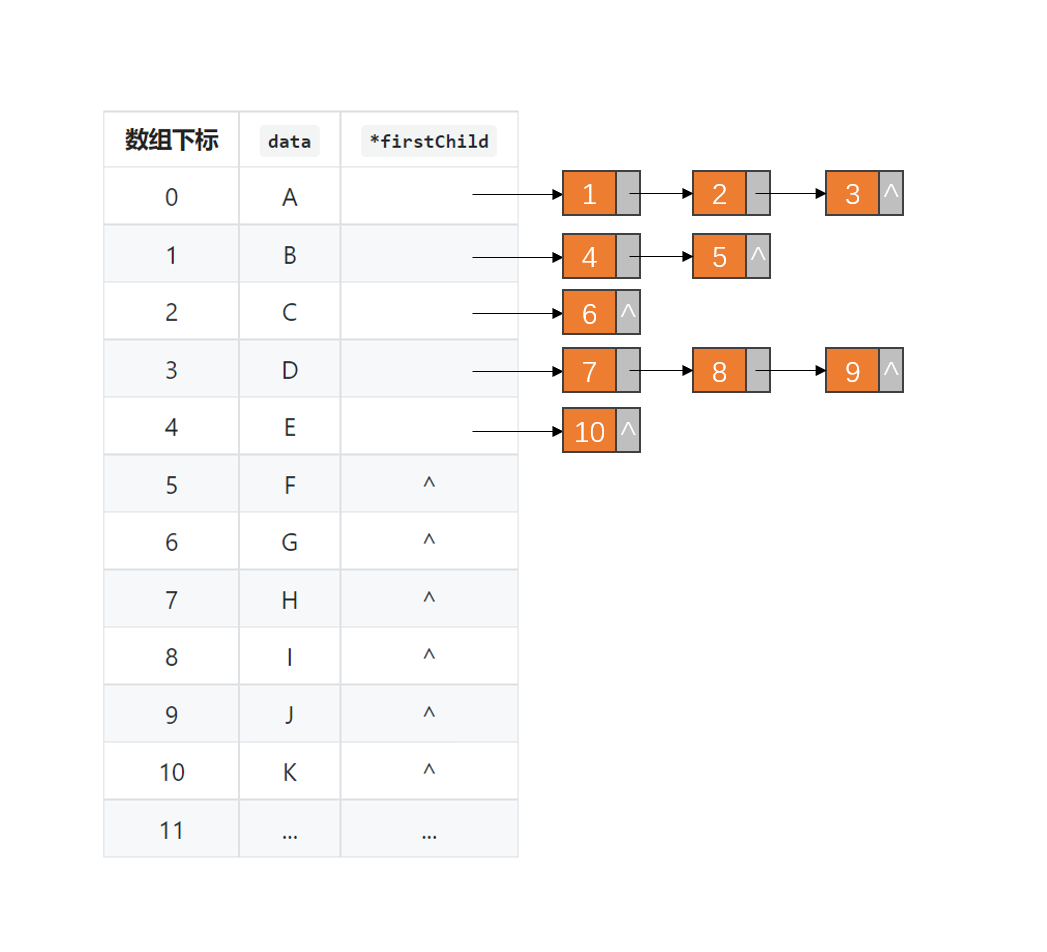 数组下标 data *firstChild
0 A 1 2 3 ^
1 B 4 5 ^
2 C 6 ^
3 D 7 8 9 ^
4 E 10 ^
5 F ^
6 G ^
7 H ^
8 I ^
9 J ^
10 K ^
11 ... ...